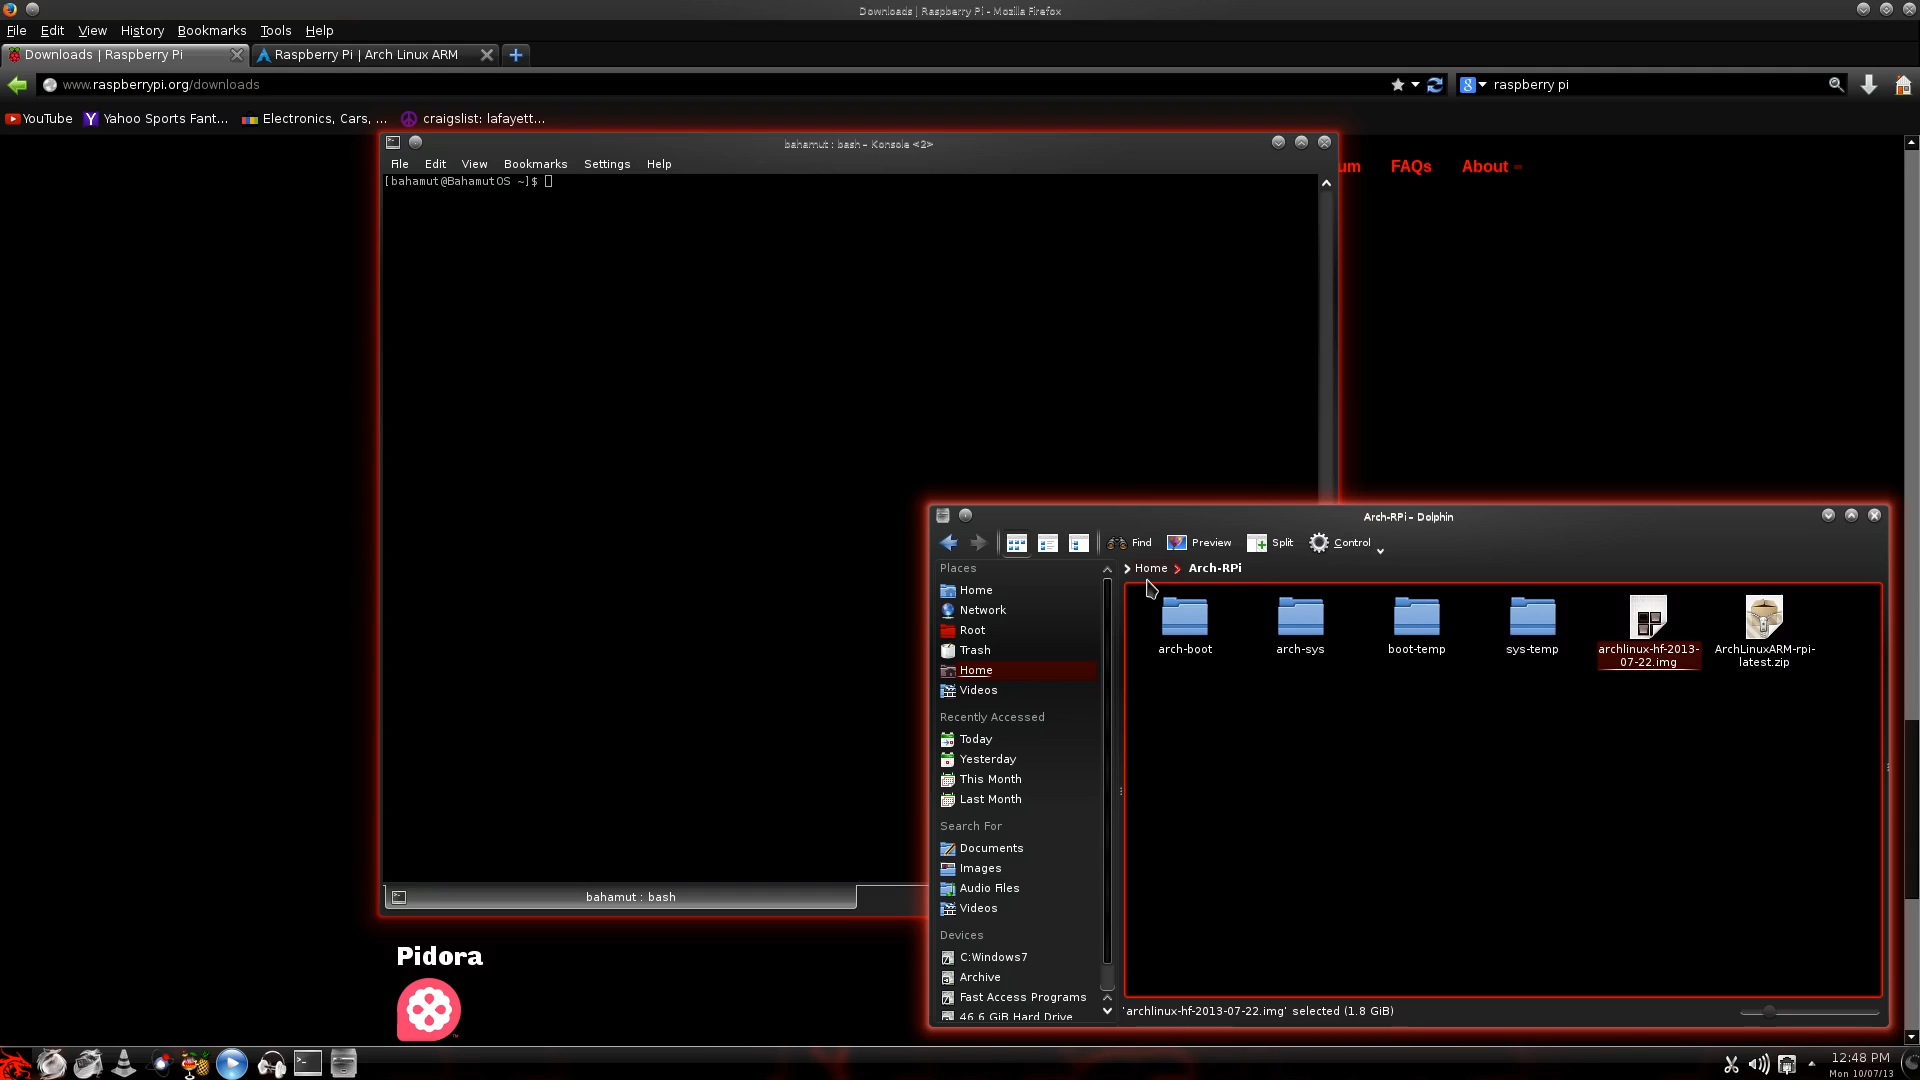 Downloads | Raspberry Pi - Mozilla Firefox
File Edit View History Bookmarks Tools Help
Downloads | Raspberry Pi
Raspberry Pi | Arch Linux ARM
www.raspberrypi.org/downloads
raspberry pi
YouTube
Yahoo Sports Fant...
Electronics, Cars, ...
craigslist: lafayett...
um FAQs About
bahamut : bash - Konsole <2>
File Edit View Bookmarks Settings Help
[bahamut@BahamutOS ~]$
bahamut : bash
Pidora
Arch-RPi - Dolphin
Find Preview Split Control
Home > Arch-RPi
Places
Home
Network
Root
Trash
Home
Videos
Recently Accessed
Today
Yesterday
This Month
Last Month
Search For
Documents
Images
Audio Files
Videos
Devices
C:Windows7
Archive
Fast Access Programs
46.6 GiB Hard Drive
arch-boot
arch-sys
boot-temp
sys-temp
archlinux-hf-2013-
07-22.img
ArchLinuxARM-rpi-
latest.zip
'archlinux-hf-2013-07-22.img' selected (1.8 GiB)
12:48 PM
Mon 10/07/13